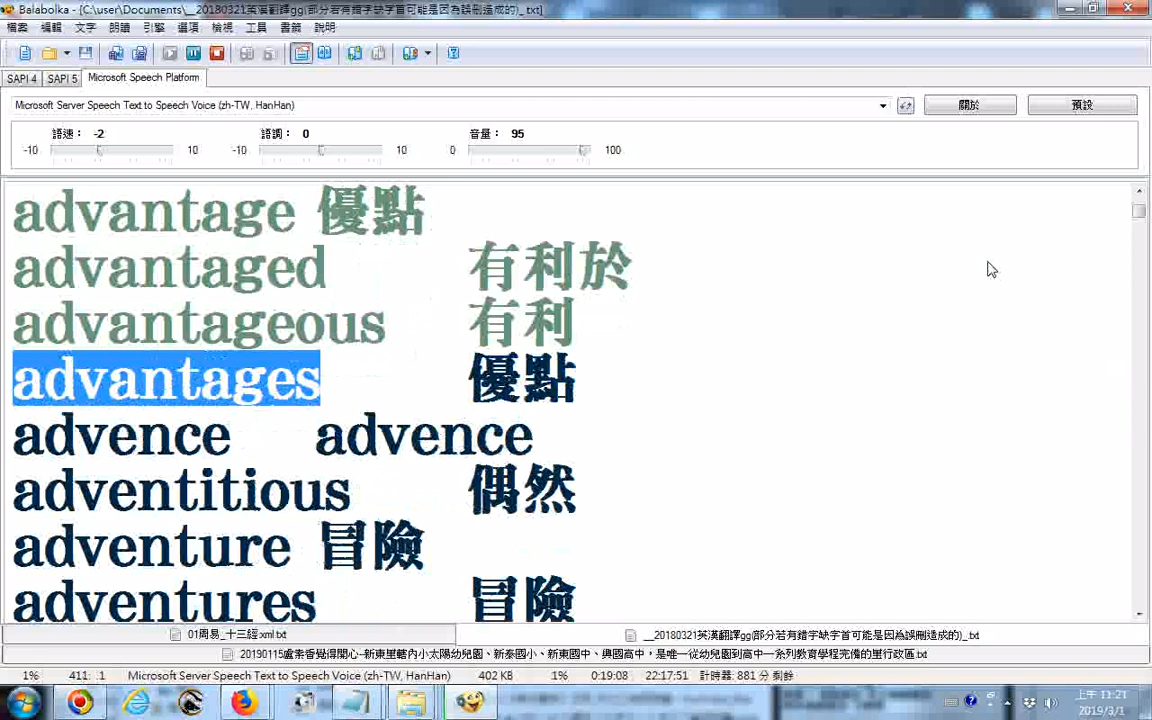 Balabolka - [C:\user\Documents\__20180321英漢翻譯gg(部分若有錯字缺字首可能是因為誤刪造成的)_.txt]
檔案 編輯 文字 朗讀 引擎 選項 檢視 工具 書籤 說明
SAPI 4 SAPI 5 Microsoft Speech Platform
Microsoft Server Speech Text to Speech Voice (zh-TW, HanHan) 關於 預設
語速： -2 語調： 0 音量： 95
-10 10 -10 10 0 100
advantage 優點
advantaged 有利於
advantageous 有利
advantages 優點
advence advence
adventitious 偶然
adventure 冒險
adventures 冒險
01周易_十三經.xml.txt __20180321英漢翻譯gg(部分若有錯字缺字首可能是因為誤刪造成的)_.txt
20190115盧素香覺得開心-新東里轄內小太陽幼兒園、新泰國小、新東國中、興國高中，是唯一從幼兒園到高中一系列教育學程完備的里行政區.txt
1% 411: 1 Microsoft Server Speech Text to Speech Voice (zh-TW, HanHan) 402 KB 1% 0:19:08 22:17:51 計時器: 881 分 剩餘
上午 11:21
2019/3/1